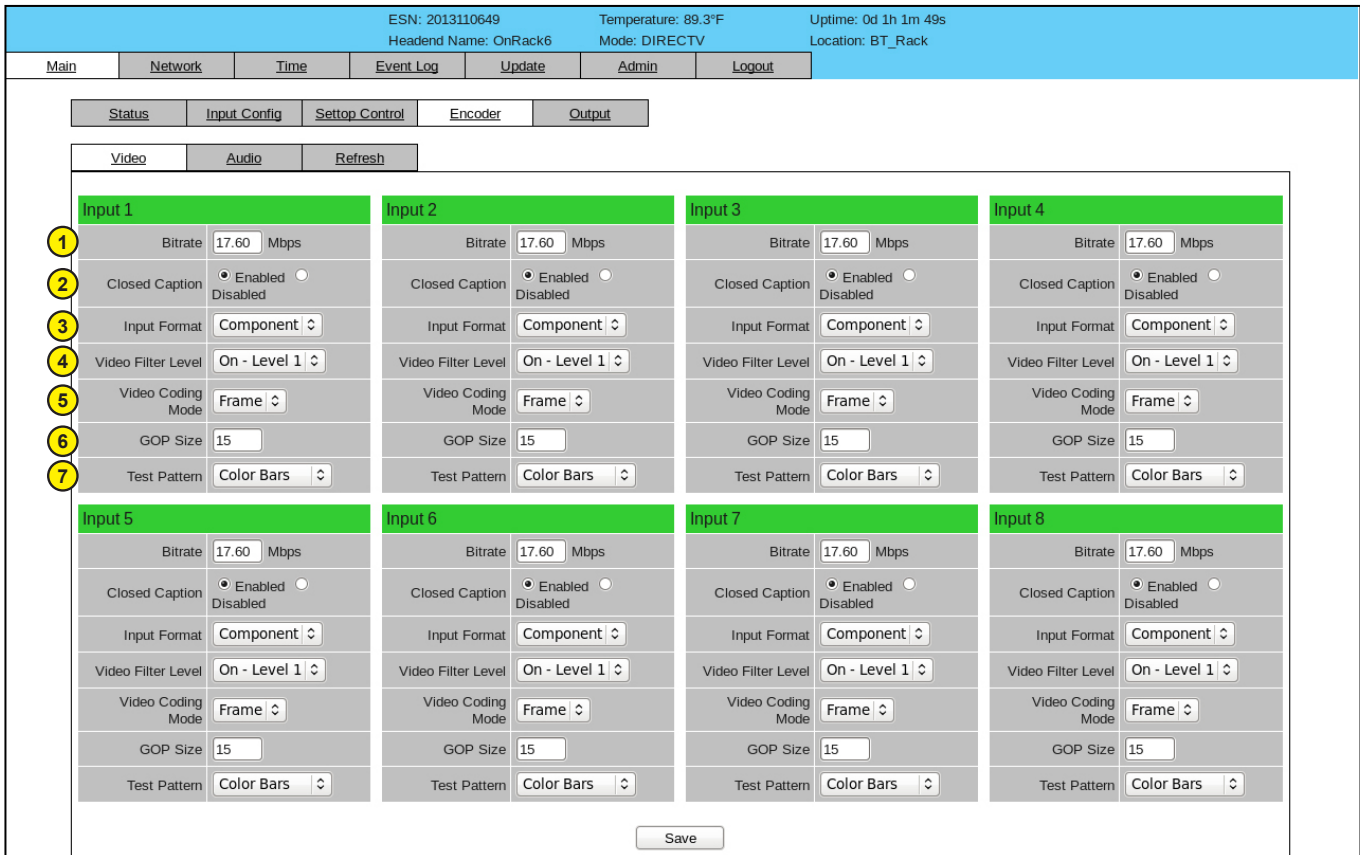 ESN: 2013110649 Temperature: 89.3°F Uptime: 0d 1h 1m 49s
Headend Name: OnRack6 Mode: DIRECTV Location: BT_Rack
Main Network Time Event Log Update Admin Logout
Status Input Config Settop Control Encoder Output
Video Audio Refresh
Input 1 Input 2 Input 3 Input 4
1 Bitrate 17.60 Mbps Bitrate 17.60 Mbps Bitrate 17.60 Mbps Bitrate 17.60 Mbps
2 Closed Caption Enabled Disabled Closed Caption Enabled Disabled Closed Caption Enabled Disabled Closed Caption Enabled Disabled
3 Input Format Component Input Format Component Input Format Component Input Format Component
4 Video Filter Level On - Level 1 Video Filter Level On - Level 1 Video Filter Level On - Level 1 Video Filter Level On - Level 1
5 Video Coding Mode Frame Video Coding Mode Frame Video Coding Mode Frame Video Coding Mode Frame
6 GOP Size 15 GOP Size 15 GOP Size 15 GOP Size 15
7 Test Pattern Color Bars Test Pattern Color Bars Test Pattern Color Bars Test Pattern Color Bars
Input 5 Input 6 Input 7 Input 8
Bitrate 17.60 Mbps Bitrate 17.60 Mbps Bitrate 17.60 Mbps Bitrate 17.60 Mbps
Closed Caption Enabled Disabled Closed Caption Enabled Disabled Closed Caption Enabled Disabled Closed Caption Enabled Disabled
Input Format Component Input Format Component Input Format Component Input Format Component
Video Filter Level On - Level 1 Video Filter Level On - Level 1 Video Filter Level On - Level 1 Video Filter Level On - Level 1
Video Coding Mode Frame Video Coding Mode Frame Video Coding Mode Frame Video Coding Mode Frame
GOP Size 15 GOP Size 15 GOP Size 15 GOP Size 15
Test Pattern Color Bars Test Pattern Color Bars Test Pattern Color Bars Test Pattern Color Bars
Save